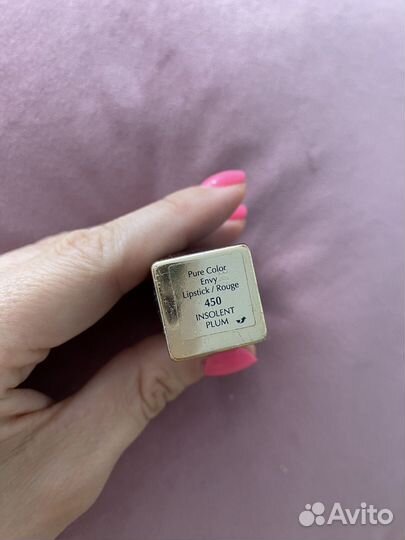 Pure Color
Envy
Lipstick / Rouge
450
INSOLENT
PLUM
Avito